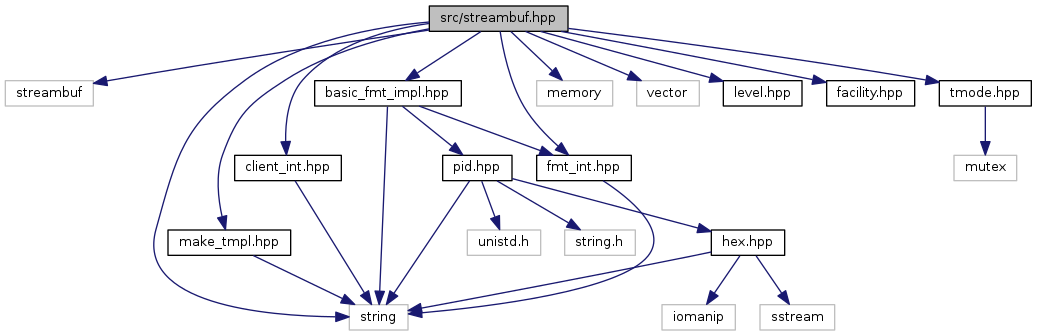 src/streambuf.hpp
streambuf
basic_fmt_impl.hpp
memory
vector
level.hpp
facility.hpp
tmode.hpp
client_int.hpp
pid.hpp
fmt_int.hpp
mutex
make_tmpl.hpp
unistd.h
string.h
hex.hpp
string
iomanip
sstream